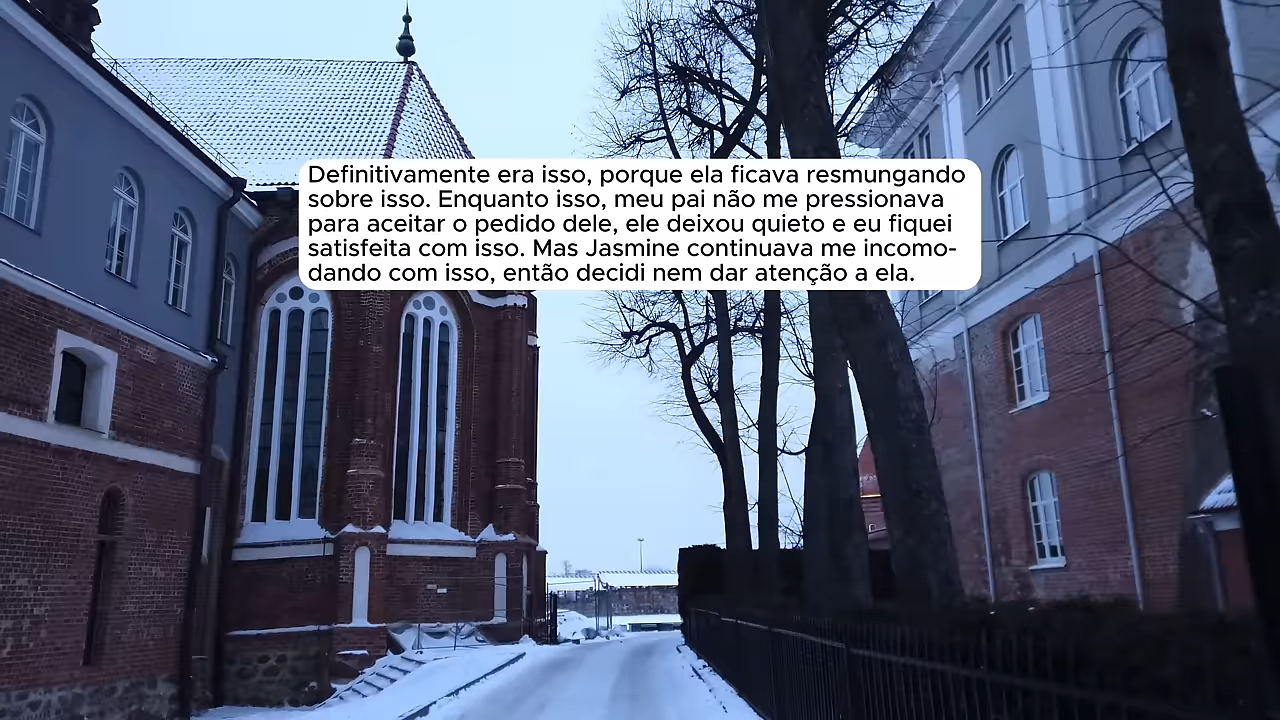 Definitivamente era isso, porque ela ficava resmungando
sobre isso. Enquanto isso, meu pai não me pressionava
para aceitar o pedido dele, ele deixou quieto e eu fiquei
satisfeita com isso. Mas Jasmine continuava me incomo-
dando com isso, então decidi nem dar atenção a ela.